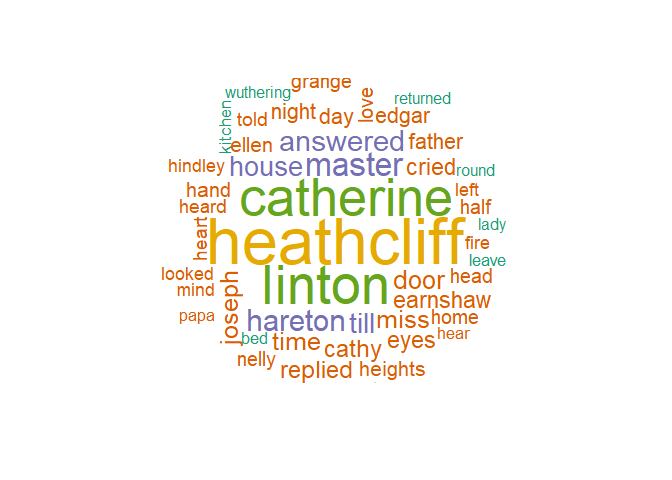 grange
wuthering
love
returned
kitchen
told
night
day
edgar
ellen
answered
father
hindley
house
master
cried
round
hand
catherine
left
heard
half
heart
heathcliff
lady
fire
looked
joseph
linton
door
head
leave
mind
earnshaw
papa
hareton
till
miss
home
bed
time
cathy
eyes
hear
nelly
replied
heights